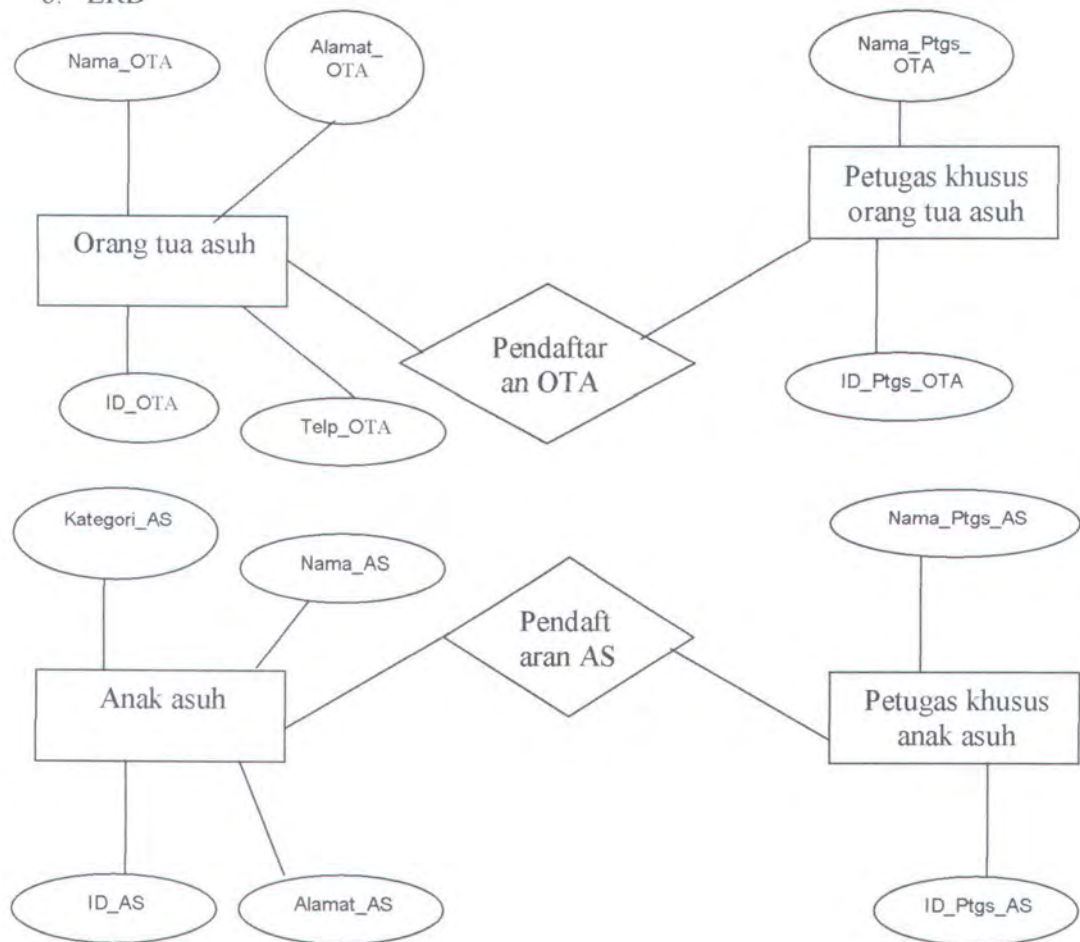 ERD
Nama_OTA
Alamat_
OTA
Nama_Ptgs_
OTA
Orang tua asuh
Petugas khusus
orang tua asuh
Pendaftar
an OTA
ID_OTA
Telp_OTA
ID_Ptgs_OTA
Kategori_AS
Nama_AS
Nama_Ptgs_AS
Pendaft
aran AS
Anak asuh
Petugas khusus
anak asuh
ID_AS
Alamat_AS
ID_Ptgs_AS